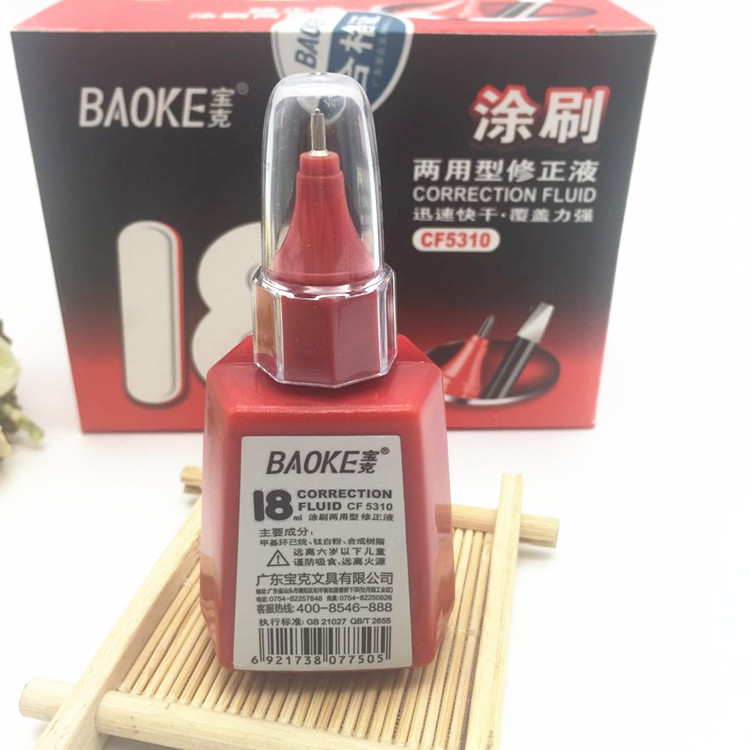 BAOKE宝克®
涂刷
两用型修正液
CORRECTION FLUID
迅速快干·覆盖力强
CF5310
18
BAOKE
合格证
BAOKE宝克®
18ml CORRECTION
FLUID CF 5310
涂刷两用型 修正液
主要成分:
甲基环己烷、钛白粉、合成树脂
远离六岁以下儿童
谨防吸食,远离火源
广东宝克文具有限公司
客服热线:400-8546-888
执行标准:GB 21027 QB/T 2655
6 921738 077505